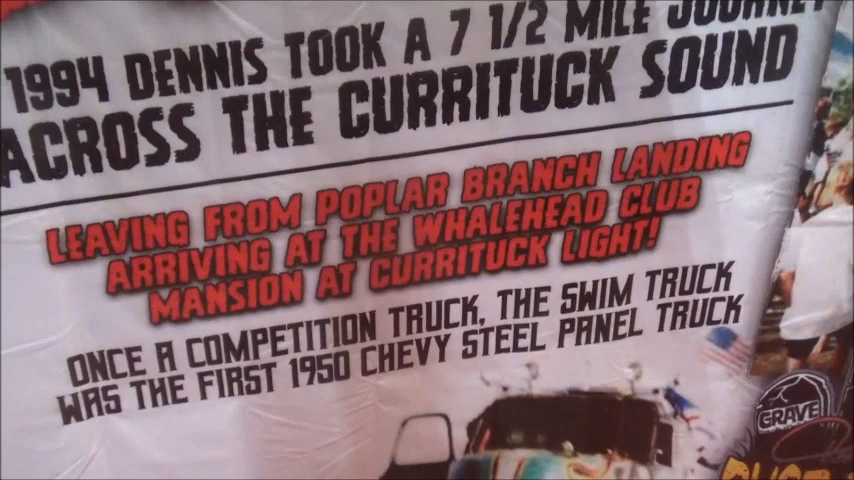 1994 DENNIS TOOK A 7 1/2 MILE JOURNEY
ACROSS THE CURRITUCK SOUND
LEAVING FROM POPLAR BRANCH LANDING
ARRIVING AT THE WHALEHEAD CLUB
MANSION AT CURRITUCK LIGHT!
ONCE A COMPETITION TRUCK, THE SWIM TRUCK
WAS THE FIRST 1950 CHEVY STEEL PANEL TRUCK
GRAVE